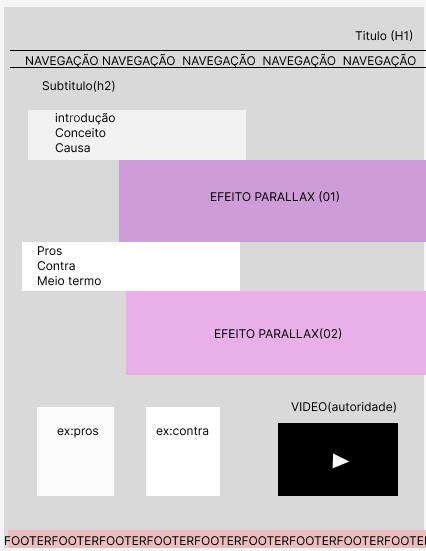 Titulo (H1)
NAVEGAÇÃO NAVEGAÇÃO NAVEGAÇÃO NAVEGAÇÃO NAVEGAÇÃO
Subtitulo(h2)
introdução
Conceito
Causa
EFEITO PARALLAX (01)
Pros
Contra
Meio termo
EFEITO PARALLAX(02)
VIDEO(autoridade)
ex:pros
ex:contra
FOOTERFOOTERFOOTERFOOTERFOOTERFOOTERFOOTERFOOTERFOOTE